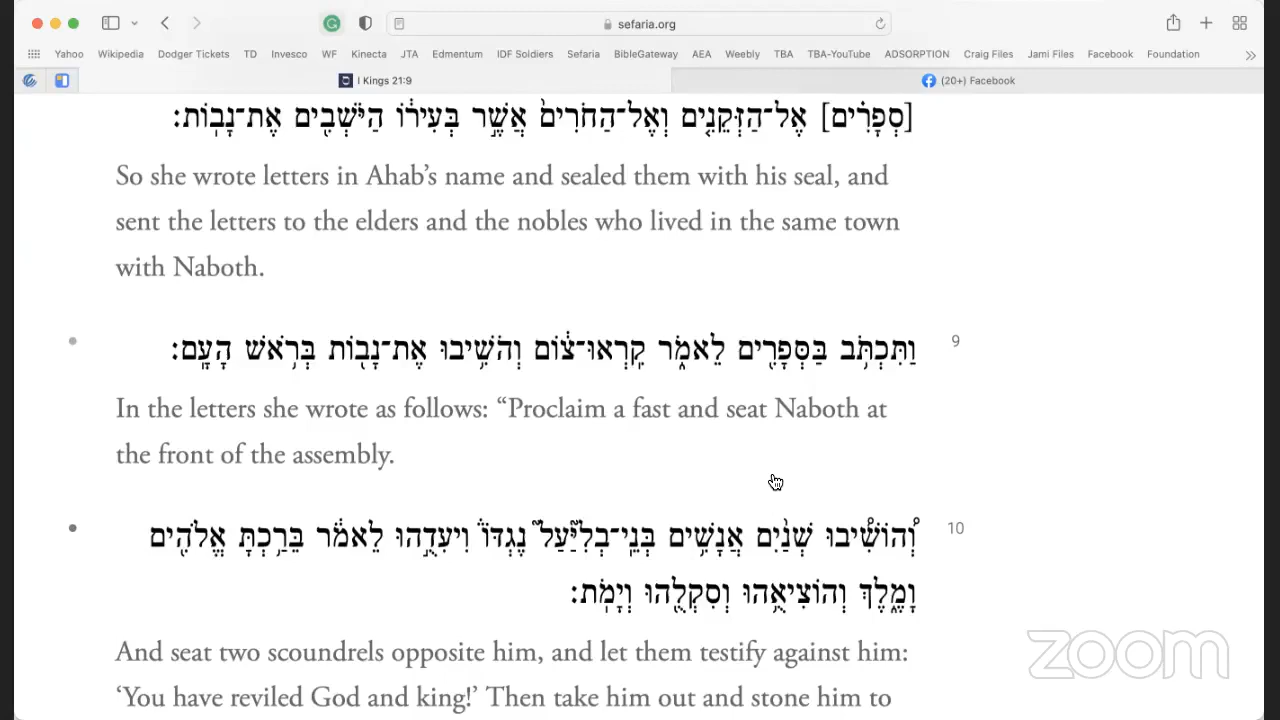 sefaria.org
Yahoo Wikipedia Dodger Tickets TD Invesco WF Kinecta JTA Edmentum IDF Soldiers Sefaria BibleGateway AEA Weebly TBA TBA-YouTube ADSORPTION Craig Files Jami Files Facebook Foundation
I Kings 21:9 (20+) Facebook
[סְפָרִ֗ים] אֶל־הַזְּקֵנִ֤ים וְאֶל־הַחֹרִים֙ אֲשֶׁ֣ר בְּעִיר֔וֹ הַיֹּשְׁבִ֖ים אֶת־נָבֽוֹת׃
So she wrote letters in Ahab’s name and sealed them with his seal, and
sent the letters to the elders and the nobles who lived in the same town
with Naboth.
9
וַתִּכְתֹּ֥ב בַּסְּפָרִ֖ים לֵאמֹ֑ר קִֽרְאוּ־צ֔וֹם וְהֹשִׁ֥יבוּ אֶת־נָב֖וֹת בְּרֹ֥אשׁ הָעָֽם׃
In the letters she wrote as follows: “Proclaim a fast and seat Naboth at
the front of the assembly.
10
וְ֠הוֹשִׁ֠יבוּ שְׁנַ֨יִם אֲנָשִׁ֥ים בְּנֵֽי־בְלִיַּ֘עַל֮ נֶגְדּוֹ֒ וִיעִדֻ֣הוּ לֵאמֹ֔ר בֵּרַ֥כְתָּ אֱלֹהִ֖ים
וָמֶ֑לֶךְ וְהוֹצִיאֻ֥הוּ וְסִקְלֻ֖הוּ וְיָמֹֽת׃
And seat two scoundrels opposite him, and let them testify against him:
‘You have reviled God and king!’ Then take him out and stone him to
zoom